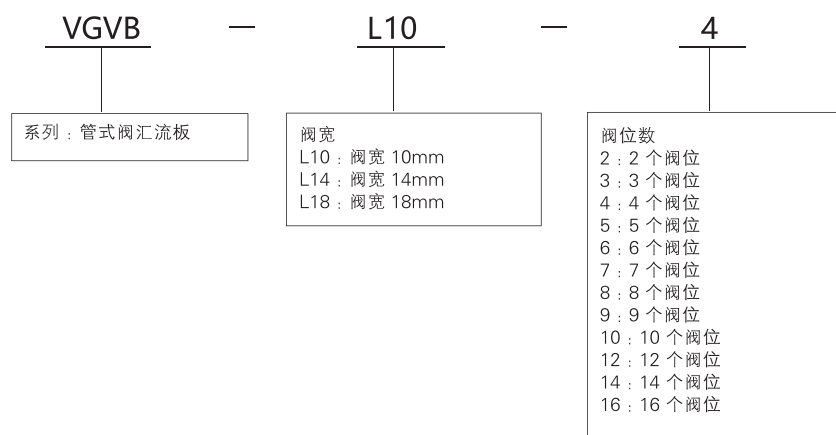 VGVB — L10 — 4
系列：管式阀汇流板
阀宽
L10：阀宽 10mm
L14：阀宽 14mm
L18：阀宽 18mm
阀位数
2：2 个阀位
3：3 个阀位
4：4 个阀位
5：5 个阀位
6：6 个阀位
7：7 个阀位
8：8 个阀位
9：9 个阀位
10：10 个阀位
12：12 个阀位
14：14 个阀位
16：16 个阀位